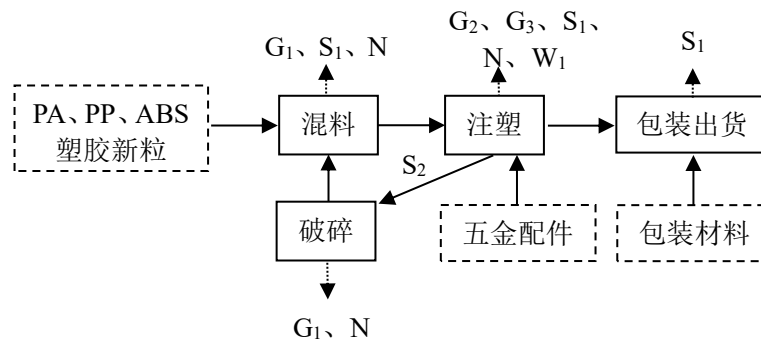 G₂、G₃、S₁、
G₁、S₁、N
N、W₁
S₁
PA、PP、ABS
塑胶新粒
混料
注塑
包装出货
S₂
破碎
五金配件
包装材料
G₁、N